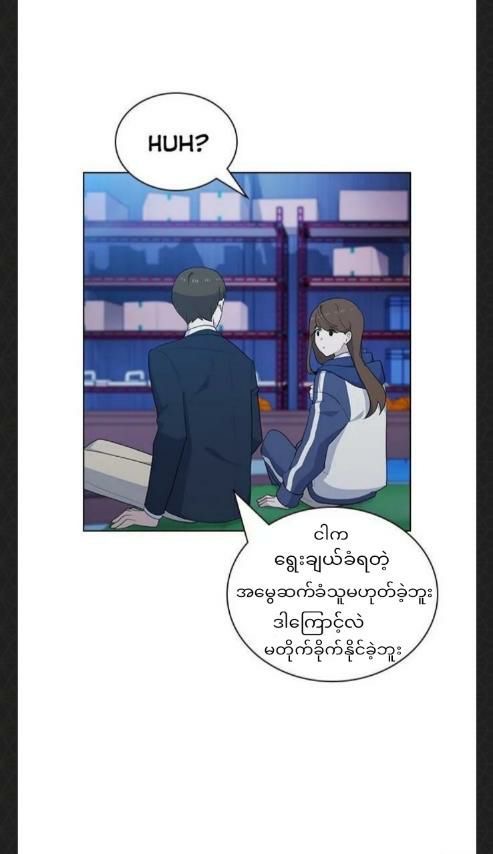 HUH?
ငါက
ရွေးချယ်ခံရတဲ့
အမွေဆက်ခံသူမဟုတ်ခဲ့ဘူး
ဒါကြောင့်လဲ
မတိုက်ခိုက်နိုင်ခဲ့ဘူး